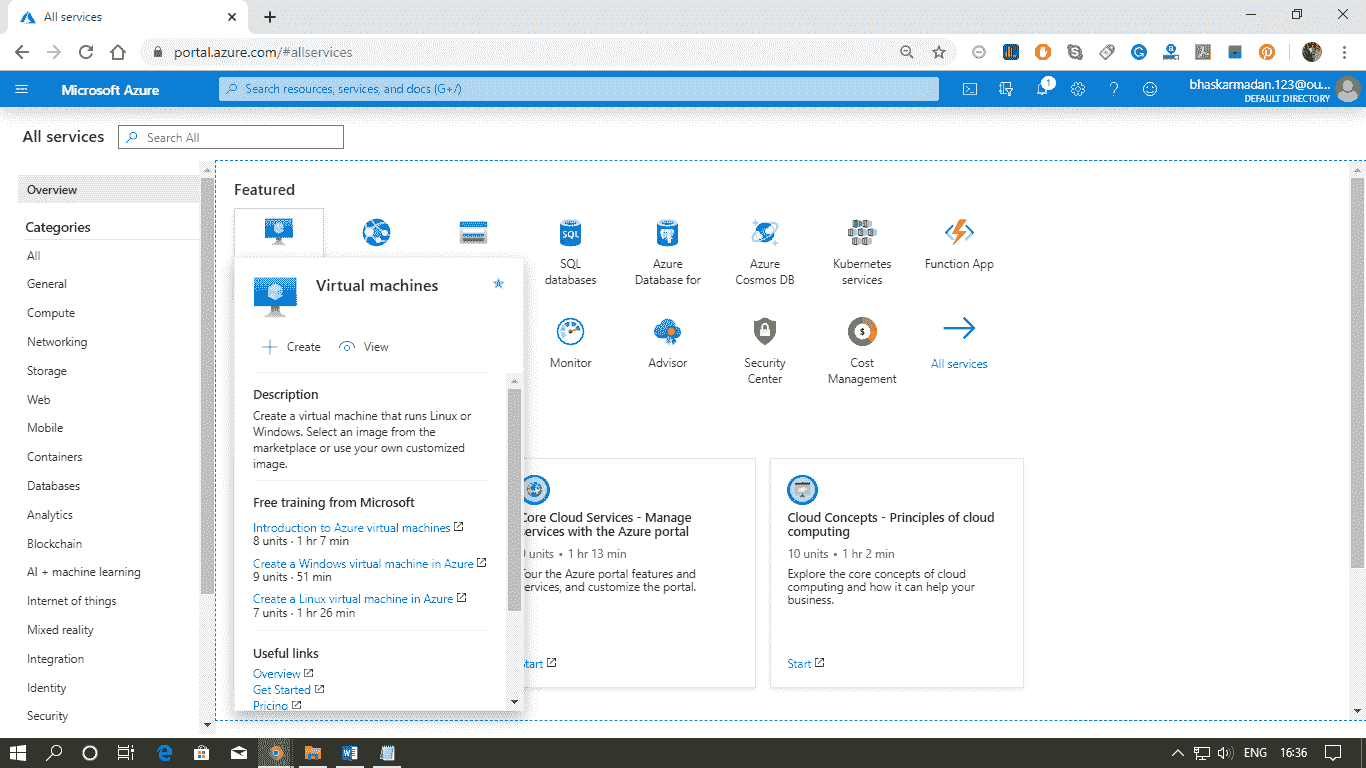 All services
portal.azure.com/#allservices
Microsoft Azure
Search resources, services, and docs (G+/)
1
bhaskarmadan.123@ou...
DEFAULT DIRECTORY
All services
Search All
Overview
Categories
All
General
Compute
Networking
Storage
Web
Mobile
Containers
Databases
Analytics
Blockchain
AI + machine learning
Internet of things
Mixed reality
Integration
Identity
Security
Featured
SQL
SQL
databases
Azure
Database for
Azure
Cosmos DB
Kubernetes
services
Function App
Virtual machines
Create
View
Description
Create a virtual machine that runs Linux or
Windows. Select an image from the
marketplace or use your own customized
image.
Free training from Microsoft
Introduction to Azure virtual machines
8 units · 1 hr 7 min
Create a Windows virtual machine in Azure
9 units · 51 min
Create a Linux virtual machine in Azure
7 units · 1 hr 26 min
Useful links
Overview
Get Started
Pricing
Monitor
Advisor
Security
Center
Cost
Management
All services
Core Cloud Services - Manage
services with the Azure portal
units • 1 hr 13 min
Tour the Azure portal features and
services, and customize the portal.
Start
Cloud Concepts - Principles of cloud
computing
10 units • 1 hr 2 min
Explore the core concepts of cloud
computing and how it can help your
business.
Start
ENG
16:36